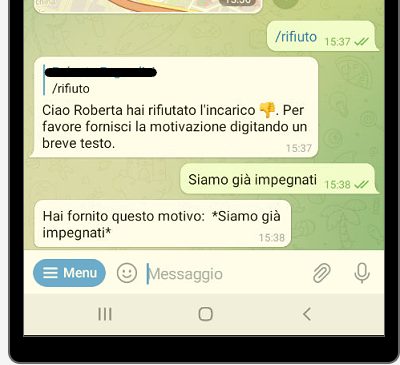 /rifiuto 15:37
/rifiuto
Ciao Roberta hai rifiutato l'incarico 👎. Per
favore fornisci la motivazione digitando un
breve testo.
15:37
Siamo già impegnati 15:38
Hai fornito questo motivo: *Siamo già
impegnati*
15:38
Menu
Messaggio